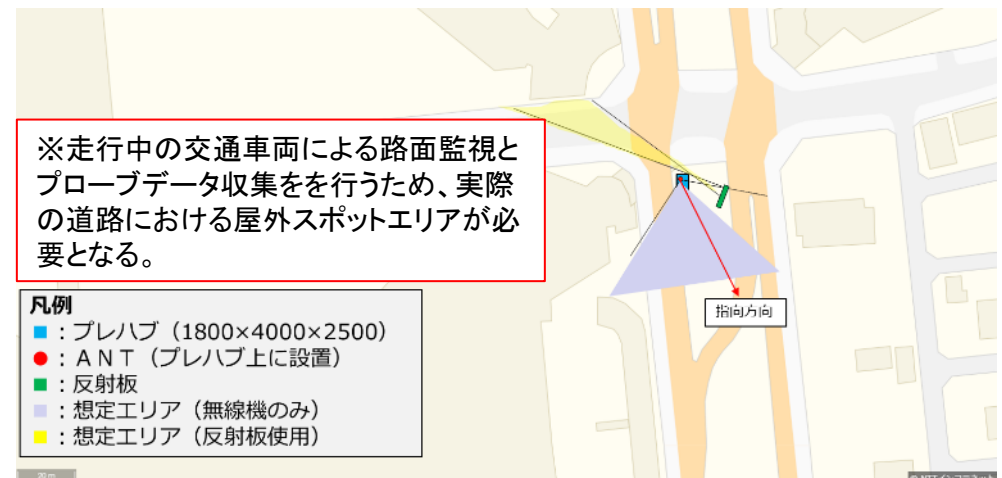 ※走行中の交通車両による路面監視と
プローブデータ収集をを行うため、実際
の道路における屋外スポットエリアが必
要となる。
指向方向
凡例
■：プレハブ（1800×4000×2500）
●：ＡＮＴ（プレハブ上に設置）
■：反射板
■：想定エリア（無線機のみ）
■：想定エリア（反射板使用）